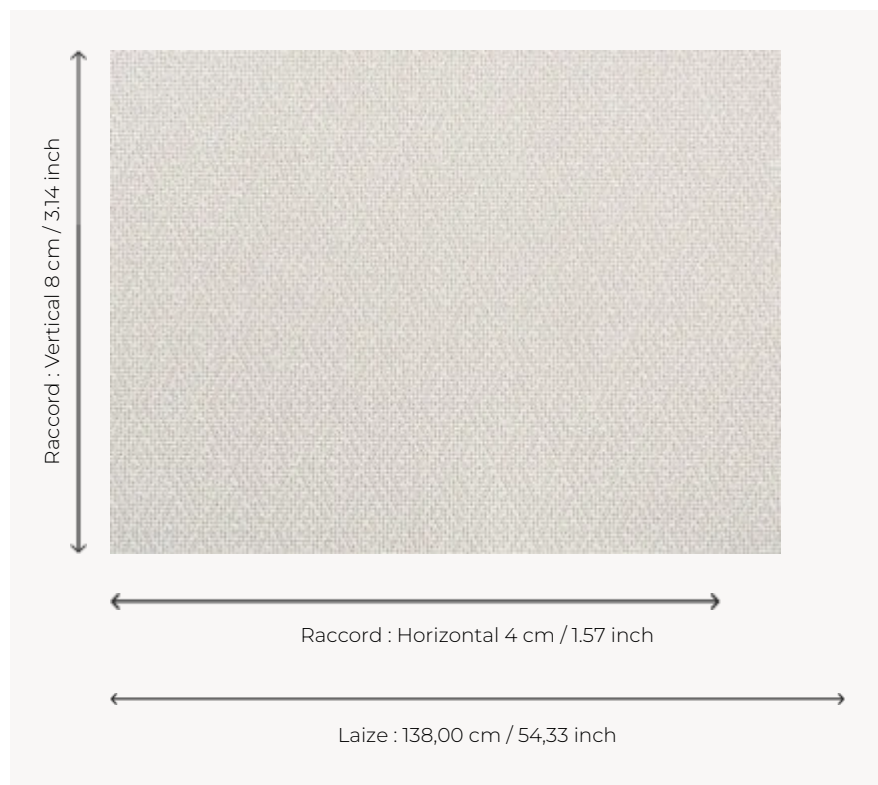 Raccord : Vertical 8 cm / 3.14 inch
Raccord : Horizontal 4 cm / 1.57 inch
Laize : 138,00 cm / 54,33 inch